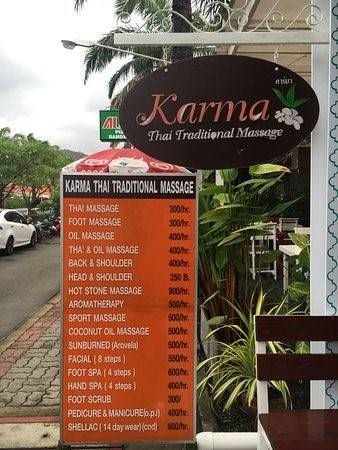 คาร์มา
Karma
Thai Traditional Massage
KARMA THAI TRADITIONAL MASSAGE
THAI MASSAGE 300/hr.
FOOT MASSAGE 300/hr.
OIL MASSAGE 400/hr.
THAI & OIL MASSAGE 400/hr.
BACK & SHOULDER 400/hr.
HEAD & SHOULDER 250 B.
HOT STONE MASSAGE 900/hr.
AROMATHERAPY 500/hr.
SPORT MASSAGE 500/hr.
COCONUT OIL MASSAGE 500/hr.
SUNBURNED (Arovela) 500/hr.
FACIAL ( 8 steps ) 550/hr.
FOOT SPA ( 4 steps ) 600/hr.
HAND SPA ( 4 steps ) 400/hr.
FOOT SCRUB 300/
PEDICURE & MANICURE(o.p.i) 400/hr.
SHELLAC ( 14 day wear) (cnd) 600/hr.